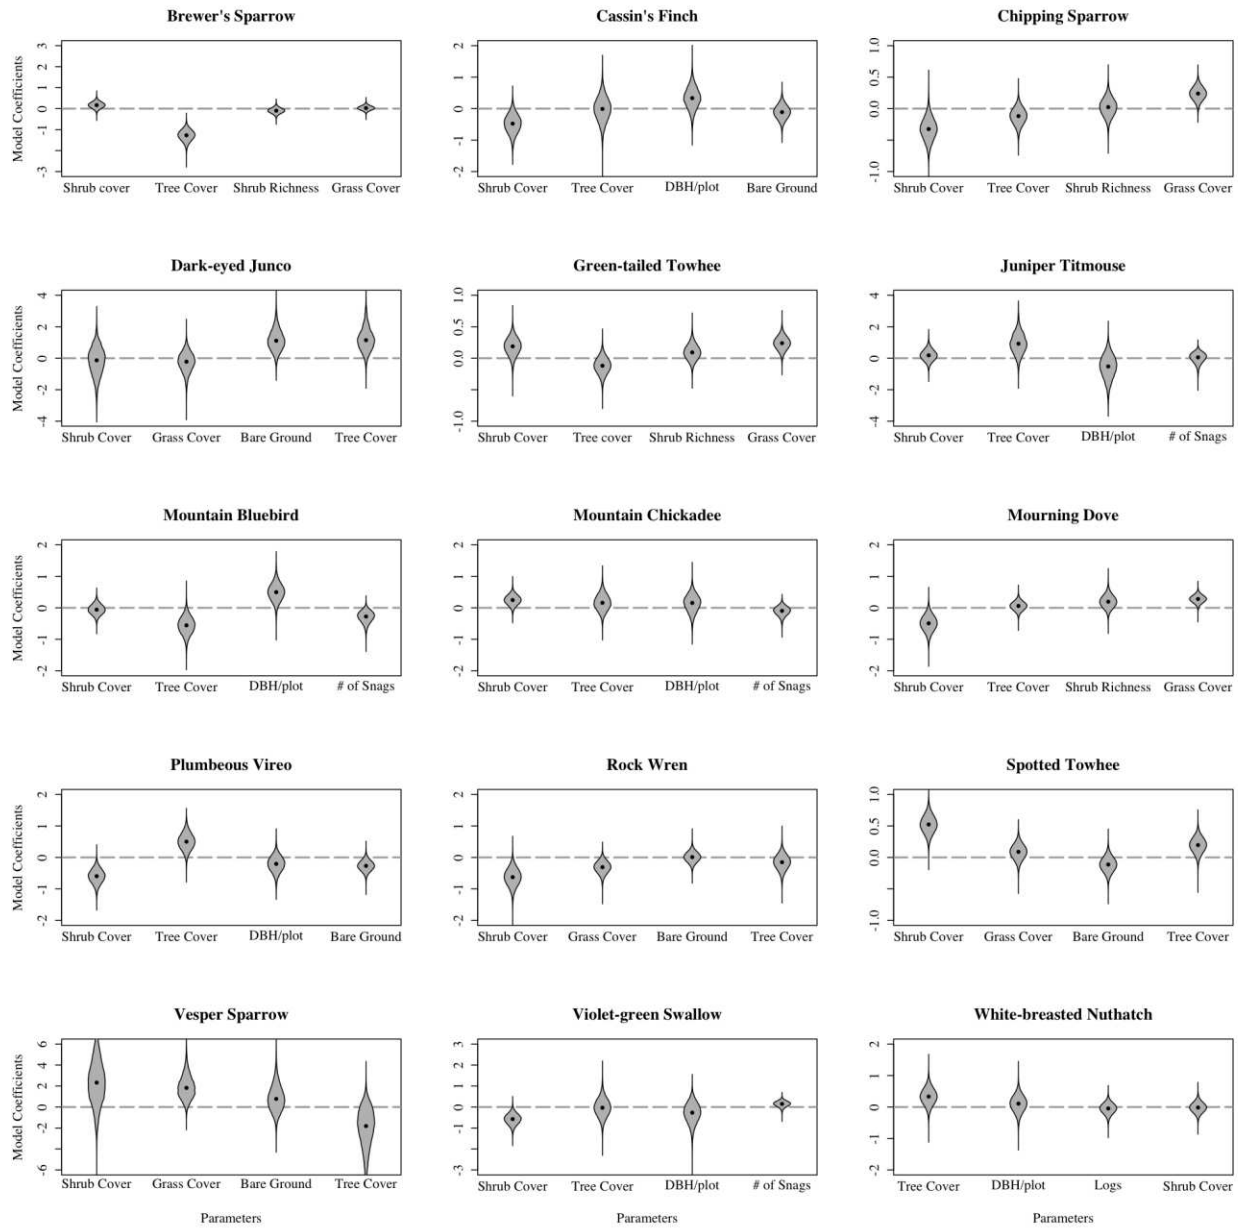 Brewer's Sparrow
Cassin's Finch
Chipping Sparrow
Model Coefficients
3
2
1
0
-1
-3
Shrub cover Tree Cover Shrub Richness Grass Cover
2
1
0
-1
-2
Shrub Cover Tree Cover DBH/plot Bare Ground
1.0
0.5
0.0
-1.0
Shrub Cover Tree Cover Shrub Richness Grass Cover
Dark-eyed Junco
Green-tailed Towhee
Juniper Titmouse
Model Coefficients
4
2
0
-2
-4
Shrub Cover Grass Cover Bare Ground Tree Cover
1.0
0.5
0.0
-1.0
Shrub Cover Tree cover Shrub Richness Grass Cover
4
2
0
-2
-4
Shrub Cover Tree Cover DBH/plot # of Snags
Mountain Bluebird
Mountain Chickadee
Mourning Dove
Model Coefficients
2
1
0
-1
-2
Shrub Cover Tree Cover DBH/plot # of Snags
2
1
0
-1
-2
Shrub Cover Tree Cover DBH/plot # of Snags
2
1
0
-1
-2
Shrub Cover Tree Cover Shrub Richness Grass Cover
Plumbeous Vireo
Rock Wren
Spotted Towhee
Model Coefficients
2
1
0
-1
-2
Shrub Cover Tree Cover DBH/plot Bare Ground
2
1
0
-1
-2
Shrub Cover Grass Cover Bare Ground Tree Cover
1.0
0.5
0.0
-1.0
Shrub Cover Grass Cover Bare Ground Tree Cover
Vesper Sparrow
Violet-green Swallow
White-breasted Nuthatch
Model Coefficients
6
4
2
0
-2
-6
Shrub Cover Grass Cover Bare Ground Tree Cover
3
2
1
0
-1
-3
Shrub Cover Tree Cover DBH/plot # of Snags
2
1
0
-1
-2
Tree Cover DBH/plot Logs Shrub Cover
Parameters
Parameters
Parameters